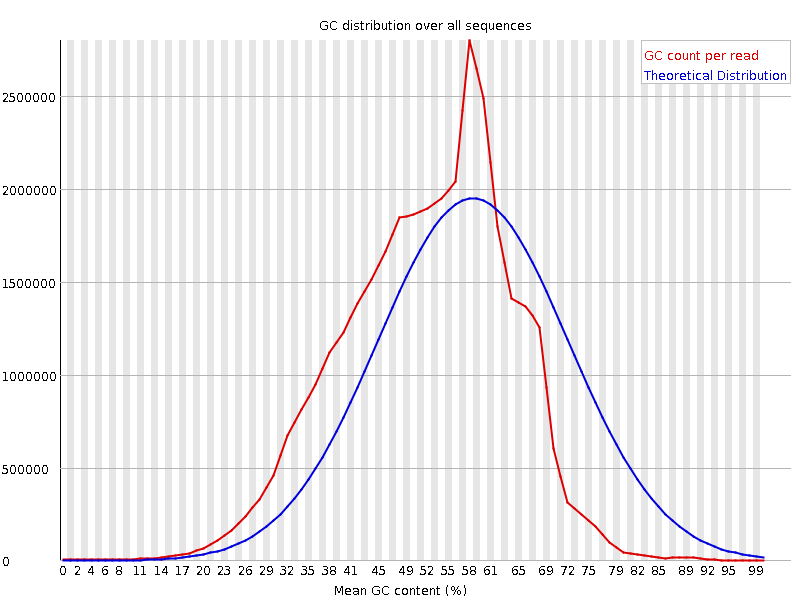 GC distribution over all sequences
GC count per read
Theoretical Distribution
2500000
2000000
1500000
1000000
500000
0
0 2 4 6 8 11 14 17 20 23 26 29 32 35 38 41 45 49 52 55 58 61 65 69 72 75 79 82 85 89 92 95 99
Mean GC content (%)